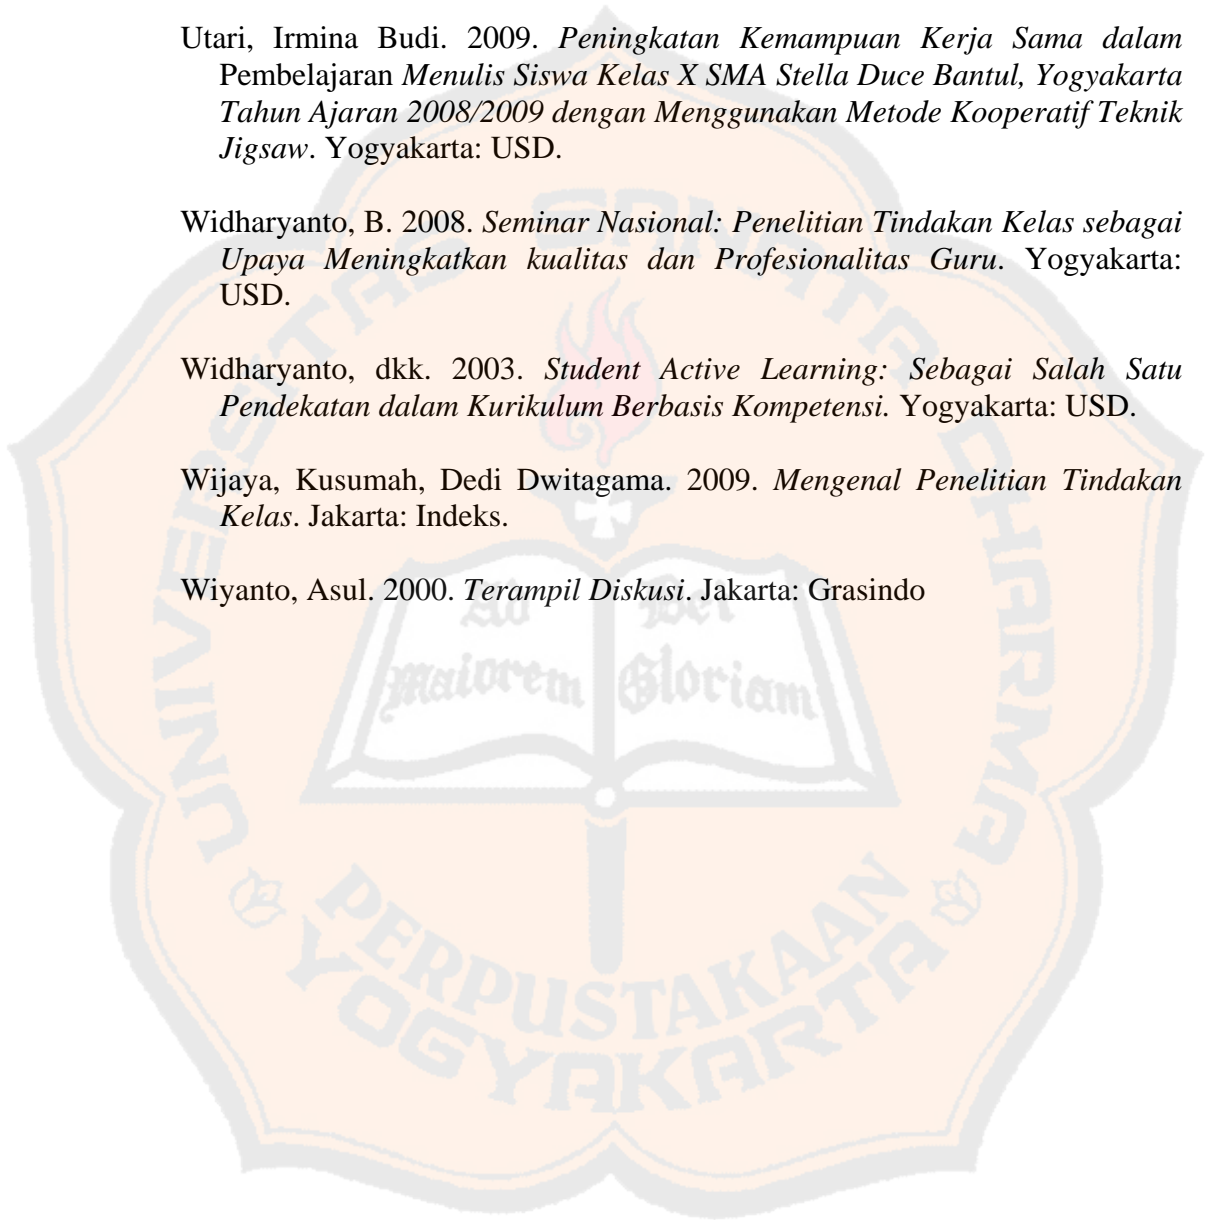 Utari, Irmina Budi. 2009. Peningkatan Kemampuan Kerja Sama dalam
Pembelajaran Menulis Siswa Kelas X SMA Stella Duce Bantul, Yogyakarta
Tahun Ajaran 2008/2009 dengan Menggunakan Metode Kooperatif Teknik
Jigsaw. Yogyakarta: USD.
Widharyanto, B. 2008. Seminar Nasional: Penelitian Tindakan Kelas sebagai
Upaya Meningkatkan kualitas dan Profesionalitas Guru. Yogyakarta:
USD.
Widharyanto, dkk. 2003. Student Active Learning: Sebagai Salah Satu
Pendekatan dalam Kurikulum Berbasis Kompetensi. Yogyakarta: USD.
Wijaya, Kusumah, Dedi Dwitagama. 2009. Mengenal Penelitian Tindakan
Kelas. Jakarta: Indeks.
Wiyanto, Asul. 2000. Terampil Diskusi. Jakarta: Grasindo
UNIVERSITAS SANATA DHARMA
Ad Dei
Maiorem Gloriam
PERPUSTAKAAN
YOGYAKARTA